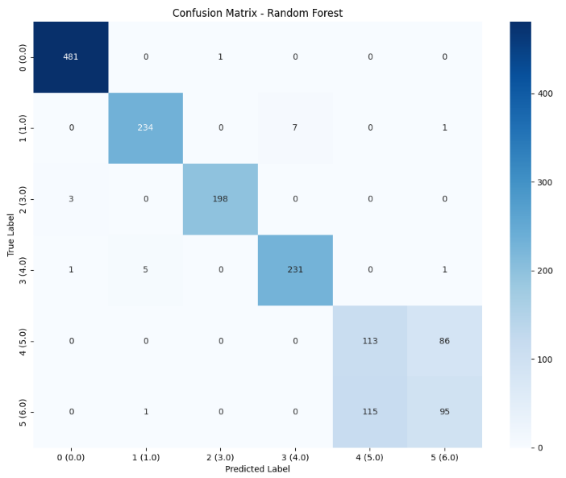 Confusion Matrix - Random Forest
0 (0.0) 481 0 1 0 0 0
1 (1.0) 0 234 0 7 0 1
2 (3.0) 3 0 198 0 0 0
3 (4.0) 1 5 0 231 0 1
4 (5.0) 0 0 0 0 113 86
5 (6.0) 0 1 0 0 115 95
True Label
0 (0.0) 1 (1.0) 2 (3.0) 3 (4.0) 4 (5.0) 5 (6.0)
Predicted Label
400
300
200
100
0